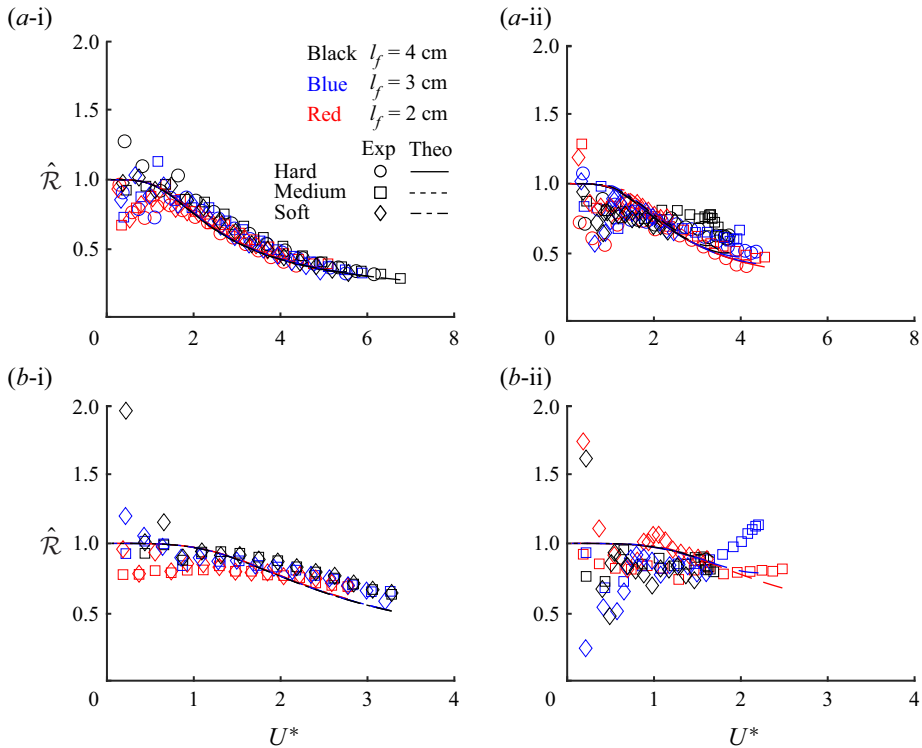 (a-i)
(a-ii)
2.0
1.5
1.0
0.5
0
2
4
6
8
R̂
Black l_f = 4 cm
Blue l_f = 3 cm
Red l_f = 2 cm
Exp Theo
Hard
Medium
Soft
2.0
1.5
1.0
0.5
0
2
4
6
8
(b-i)
(b-ii)
2.0
1.5
1.0
0.5
0
1
2
3
4
R̂
U*
2.0
1.5
1.0
0.5
0
1
2
3
4
U*